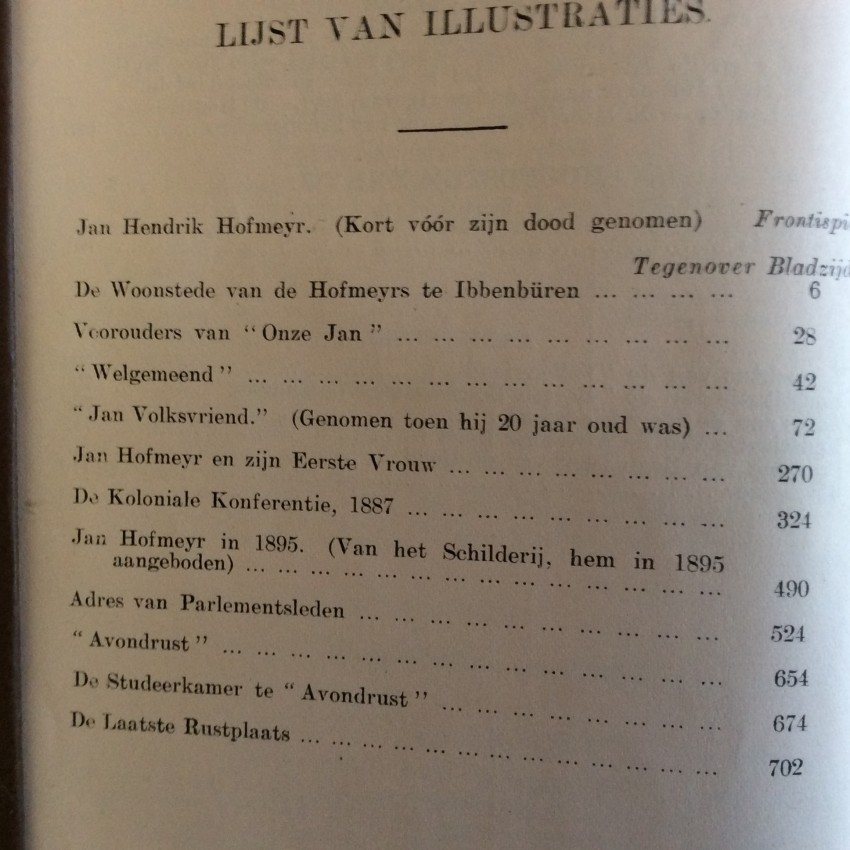 LIJST VAN ILLUSTRATIES.
Jan Hendrik Hofmeyr. (Kort vóór zijn dood genomen) Frontispi
Tegenover Bladzijd
De Woonstede van de Hofmeyrs te Ibbenbüren ... ... ... ... 6
Voorouders van "Onze Jan" ... ... ... ... ... ... ... ... ... ... 28
"Welgemeend" ... ... ... ... ... ... ... ... ... ... ... ... ... 42
"Jan Volksvriend." (Genomen toen hij 20 jaar oud was) ... 72
Jan Hofmeyr en zijn Eerste Vrouw ... ... ... ... ... ... ... ... 270
De Koloniale Konferentie, 1887 ... ... ... ... ... ... ... ... ... 324
Jan Hofmeyr in 1895. (Van het Schilderij, hem in 1895
aangeboden) ... ... ... ... ... ... ... ... ... ... ... ... ... ... 490
Adres van Parlementsleden ... ... ... ... ... ... ... ... ... ... 524
"Avondrust" ... ... ... ... ... ... ... ... ... ... ... ... ... ... 654
De Studeerkamer te "Avondrust" ... ... ... ... ... ... ... ... ... 674
De Laatste Rustplaats ... ... ... ... ... ... ... ... ... ... ... ... ... 702